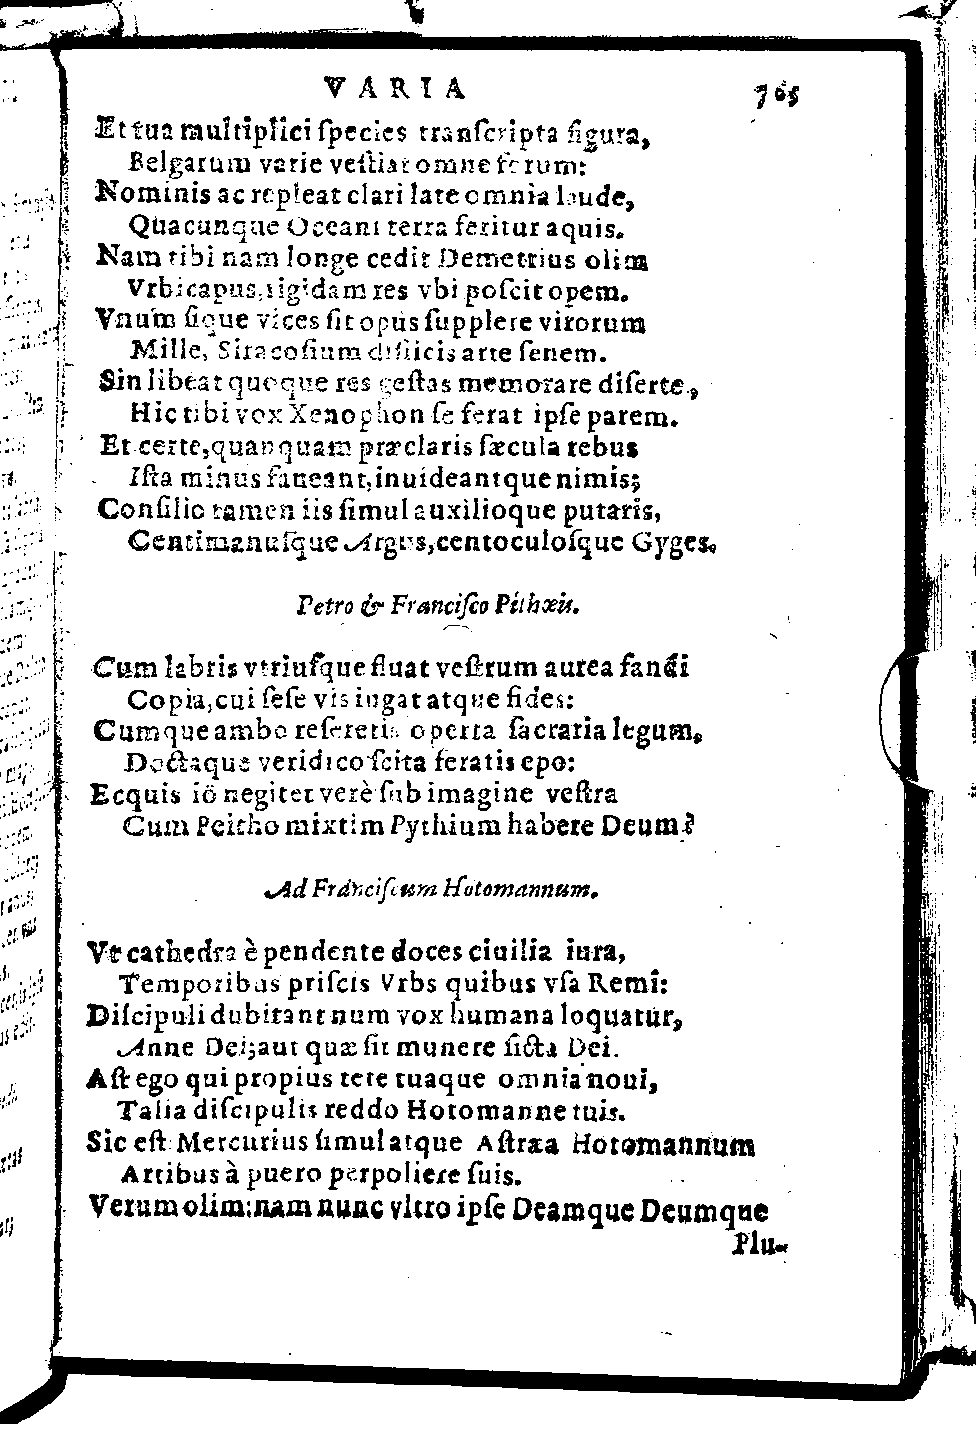 VARIA 705
Et tua multiplici ſpecies tranſcripta figura,
Belgarum varie veſtiat omne forum:
Nominis ac repleat clari late omnia laude,
Quacunque Oceani terra feritur aquis.
Nam tibi nam longe cedit Demetrius olim
Vrbicapus, rigidam res vbi poſcit opem.
Vnum ſique vices ſit opus ſupplere virorum
Mille, Siracoſium diſiicis arte ſenem.
Sin libeat quoque res geſtas memorare diſerte,
Hic tibi vox Xenophon ſe ferat ipſe parem.
Et certe, quanquam præclaris ſæcula rebus
Iſta minus faueant, inuideantque nimis;
Conſilio tamen iis ſimul auxilioque putaris,
Centimanuſque Argus, centoculoſque Gyges.
Petro & Franciſco Pithæis.
Cum labris vtriuſque fluat veſtrum aurea fandi
Copia, cui ſeſe vis iugat atque fides:
Cumque ambo reſeretis operta ſacraria legum,
Doctaque veridico ſcita feratis epo:
Ecquis iô negitet verè ſub imagine veſtra
Cum Peitho mixtim Pythium habere Deum?
Ad Franciſcum Hotomannum.
Vt cathedra è pendente doces ciuilia iura,
Temporibus priſcis Vrbs quibus vſa Remi:
Diſcipuli dubitant num vox humana loquatur,
Anne Dei; aut quæ ſit munere ficta Dei.
Aſt ego qui propius tete tuaque omnia noui,
Talia diſcipulis reddo Hotomanne tuis.
Sic eſt Mercurius ſimul atque Aſtræa Hotomannum
Artibus à puero perpoliere ſuis.
Verum olim: nam nunc vltro ipſe Deamque Deumque
Plu-